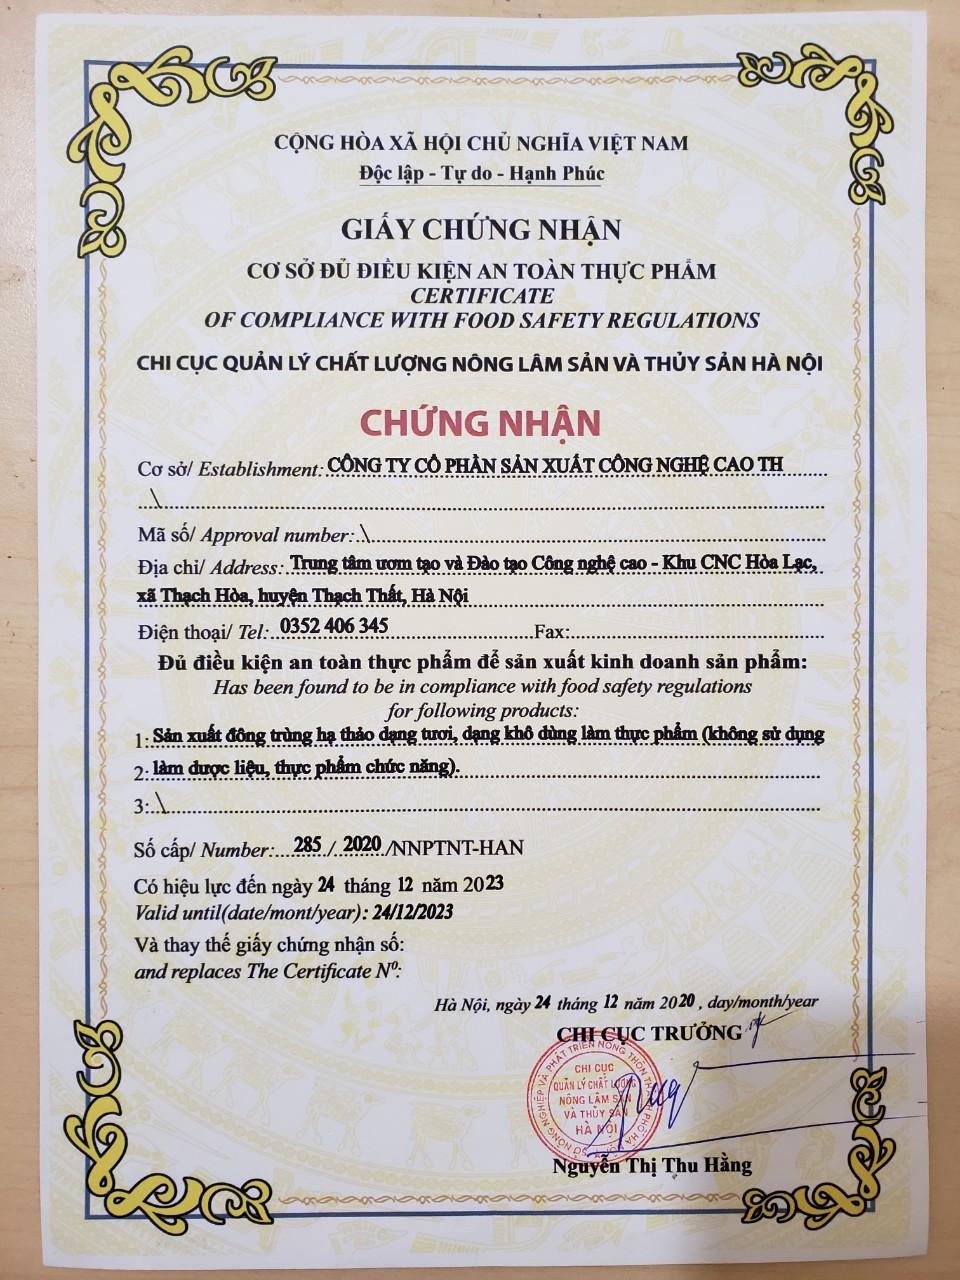 CỘNG HÒA XÃ HỘI CHỦ NGHĨA VIỆT NAM
Độc lập - Tự do - Hạnh Phúc
GIẤY CHỨNG NHẬN
CƠ SỞ ĐỦ ĐIỀU KIỆN AN TOÀN THỰC PHẨM
CERTIFICATE
OF COMPLIANCE WITH FOOD SAFETY REGULATIONS
CHI CỤC QUẢN LÝ CHẤT LƯỢNG NÔNG LÂM SẢN VÀ THỦY SẢN HÀ NỘI
CHỨNG NHẬN
Cơ sở/ Establishment: CÔNG TY CỔ PHẦN SẢN XUẤT CÔNG NGHỆ CAO TH
\
Mã số/ Approval number: \
Địa chỉ/ Address: Trung tâm ươm tạo và Đào tạo Công nghệ cao - Khu CNC Hòa Lạc,
xã Thạch Hòa, huyện Thạch Thất, Hà Nội
Điện thoại/ Tel: 0352 406 345 Fax:
Đủ điều kiện an toàn thực phẩm để sản xuất kinh doanh sản phẩm:
Has been found to be in compliance with food safety regulations
for following products:
1: Sản xuất đông trùng hạ thảo dạng tươi, dạng khô dùng làm thực phẩm (không sử dụng
2: làm dược liệu, thực phẩm chức năng).
3: \
Số cấp/ Number: 285 / 2020 /NNPTNT-HAN
Có hiệu lực đến ngày 24 tháng 12 năm 2023
Valid until(date/mont/year): 24/12/2023
Và thay thế giấy chứng nhận số:
and replaces The Certificate Nº:
Hà Nội, ngày 24 tháng 12 năm 2020 , day/month/year
CHI CỤC TRƯỞNG
CHI CỤC
QUẢN LÝ CHẤT LƯỢNG
NÔNG LÂM SẢN
VÀ THỦY SẢN
HÀ NỘI
Nguyễn Thị Thu Hằng